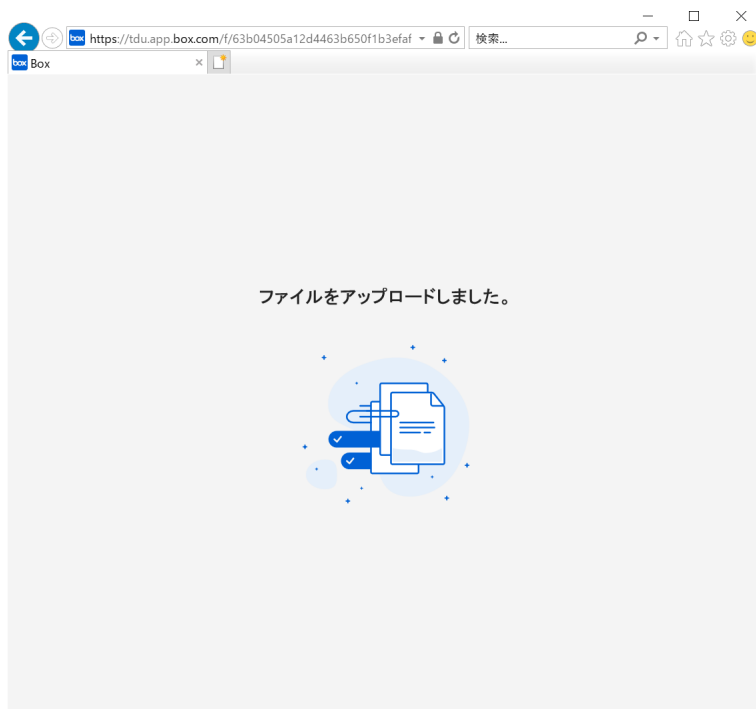 box https://tdu.app.box.com/f/63b04505a12d4463b650f1b3efaf 検索...
box Box
ファイルをアップロードしました。